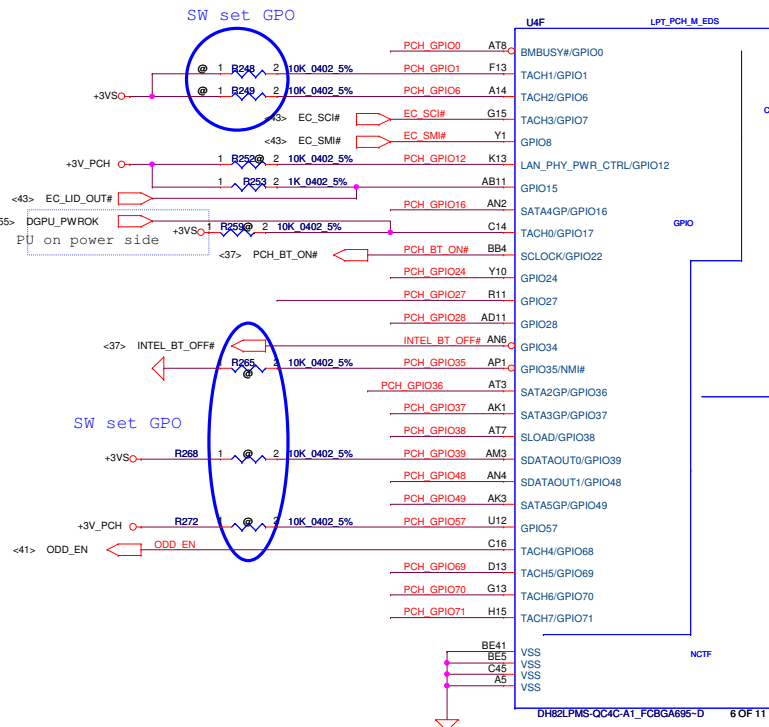 SW set GPO
U4F LPT_PCH_M_EDS
PCH_GPIO0 AT8 BMBUSY#/GPIO0
@ 1 R248 2 10K_0402_5% PCH_GPIO1 F13 TACH1/GPIO1
+3VS @ 1 R249 2 10K_0402_5% PCH_GPIO6 A14 TACH2/GPIO6
<43> EC_SCI# EC_SCI# G15 TACH3/GPIO7
<43> EC_SMI# EC_SMI# Y1 GPIO8
+3V_PCH 1 R252@ 2 10K_0402_5% PCH_GPIO12 K13 LAN_PHY_PWR_CTRL/GPIO12
1 R253 2 1K_0402_5% AB11 GPIO15
<43> EC_LID_OUT#
PCH_GPIO16 AN2 SATA4GP/GPIO16
55> DGPU_PWROK
GPIO
+3VS 1 R259@ 2 10K_0402_5% C14 TACH0/GPIO17
PU on power side
<37> PCH_BT_ON# PCH_BT_ON# BB4 SCLOCK/GPIO22
PCH_GPIO24 Y10 GPIO24
PCH_GPIO27 R11 GPIO27
PCH_GPIO28 AD11 GPIO28
<37> INTEL_BT_OFF# INTEL_BT_OFF# AN6 GPIO34
1 R265 2 @ 10K_0402_5% PCH_GPIO35 AP1 GPIO35/NMI#
PCH_GPIO36 AT3 SATA2GP/GPIO36
PCH_GPIO37 AK1 SATA3GP/GPIO37
SW set GPO
PCH_GPIO38 AT7 SLOAD/GPIO38
+3VS R268 1 @ 2 10K_0402_5% PCH_GPIO39 AM3 SDATAOUT0/GPIO39
PCH_GPIO48 AN4 SDATAOUT1/GPIO48
PCH_GPIO49 AK3 SATA5GP/GPIO49
+3V_PCH R272 1 @ 2 10K_0402_5% PCH_GPIO57 U12 GPIO57
<41> ODD_EN ODD_EN C16 TACH4/GPIO68
PCH_GPIO69 D13 TACH5/GPIO69
PCH_GPIO70 G13 TACH6/GPIO70
PCH_GPIO71 H15 TACH7/GPIO71
BE41 VSS
NCTF
BE5 VSS
C45 VSS
A5 VSS
DH82LPMS-QC4C-A1_FCBGA695~D 6 OF 11